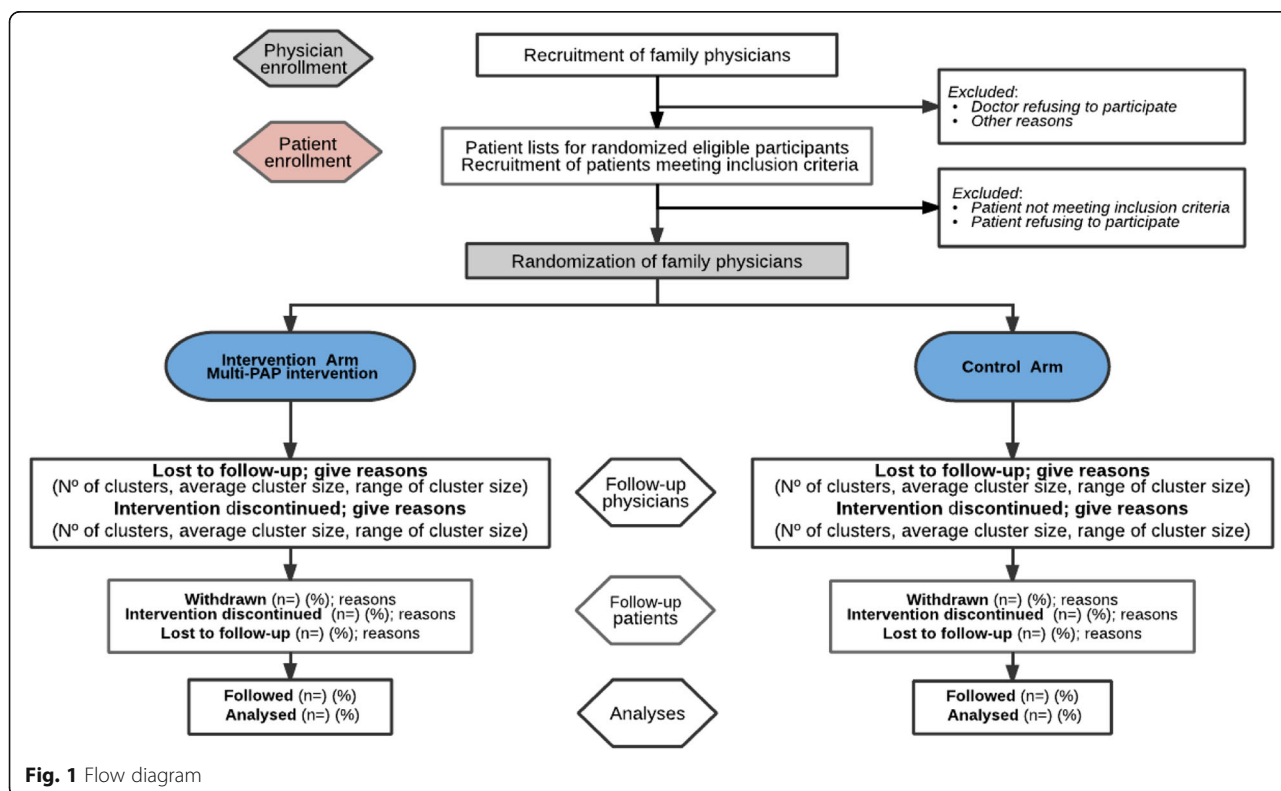 Physician
enrollment
Recruitment of family physicians
Excluded:
• Doctor refusing to participate
• Other reasons
Patient
enrollment
Patient lists for randomized eligible participants
Recruitment of patients meeting inclusion criteria
Excluded:
• Patient not meeting inclusion criteria
• Patient refusing to participate
Randomization of family physicians
Intervention Arm
Multi-PAP intervention
Control Arm
Lost to follow-up; give reasons
(Nº of clusters, average cluster size, range of cluster size)
Intervention discontinued; give reasons
(Nº of clusters, average cluster size, range of cluster size)
Follow-up
physicians
Lost to follow-up; give reasons
(Nº of clusters, average cluster size, range of cluster size)
Intervention discontinued; give reasons
(Nº of clusters, average cluster size, range of cluster size)
Withdrawn (n=) (%); reasons
Intervention discontinued (n=) (%); reasons
Lost to follow-up (n=) (%); reasons
Follow-up
patients
Withdrawn (n=) (%); reasons
Intervention discontinued (n=) (%); reasons
Lost to follow-up (n=) (%); reasons
Followed (n=) (%)
Analysed (n=) (%)
Analyses
Followed (n=) (%)
Analysed (n=) (%)
Fig. 1 Flow diagram